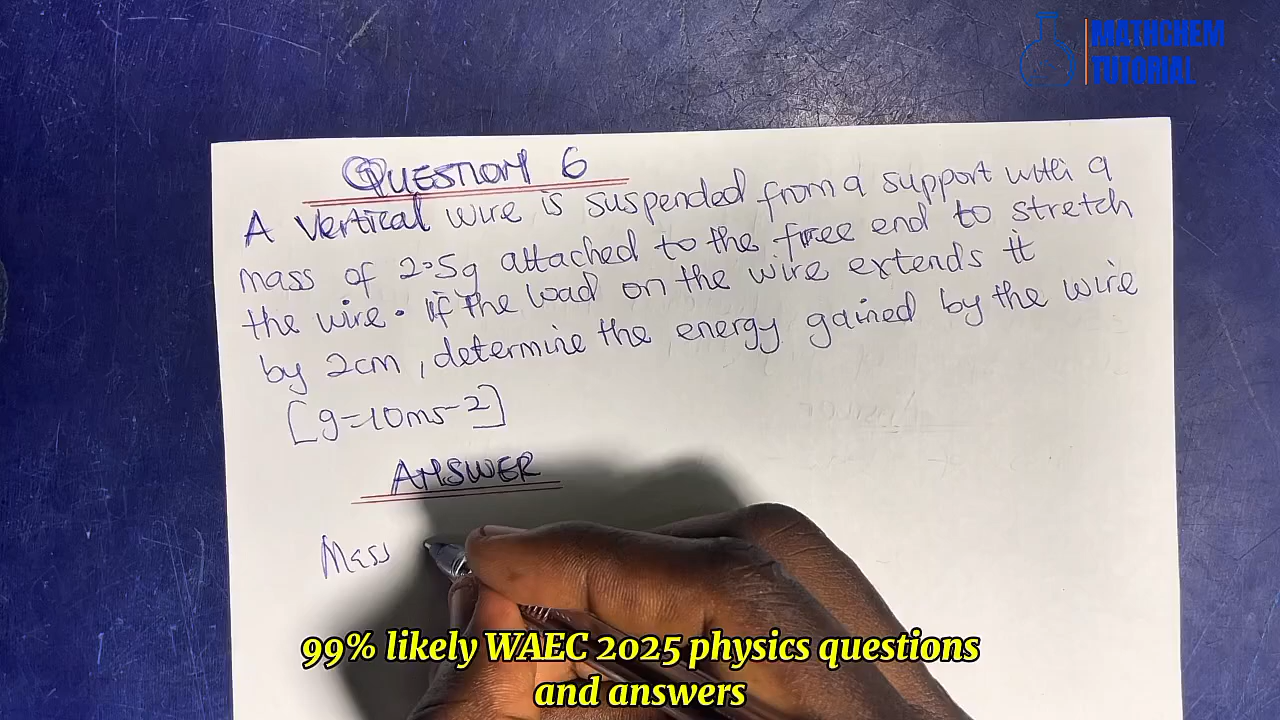 MATHCHEM
TUTORIAL
QUESTION 6
A Vertical wire is suspended from a support with a
mass of 2.5g attached to the free end to stretch
the wire. If the load on the wire extends it
by 2cm, determine the energy gained by the wire
[g=10ms-2]
ANSWER
Mass
99% likely WAEC 2025 physics questions
and answers